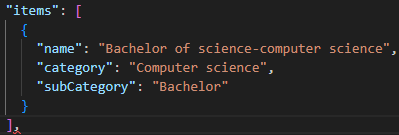 "items": [
{
"name": "Bachelor of science-computer science",
"category": "Computer science",
"subCategory": "Bachelor"
}
],